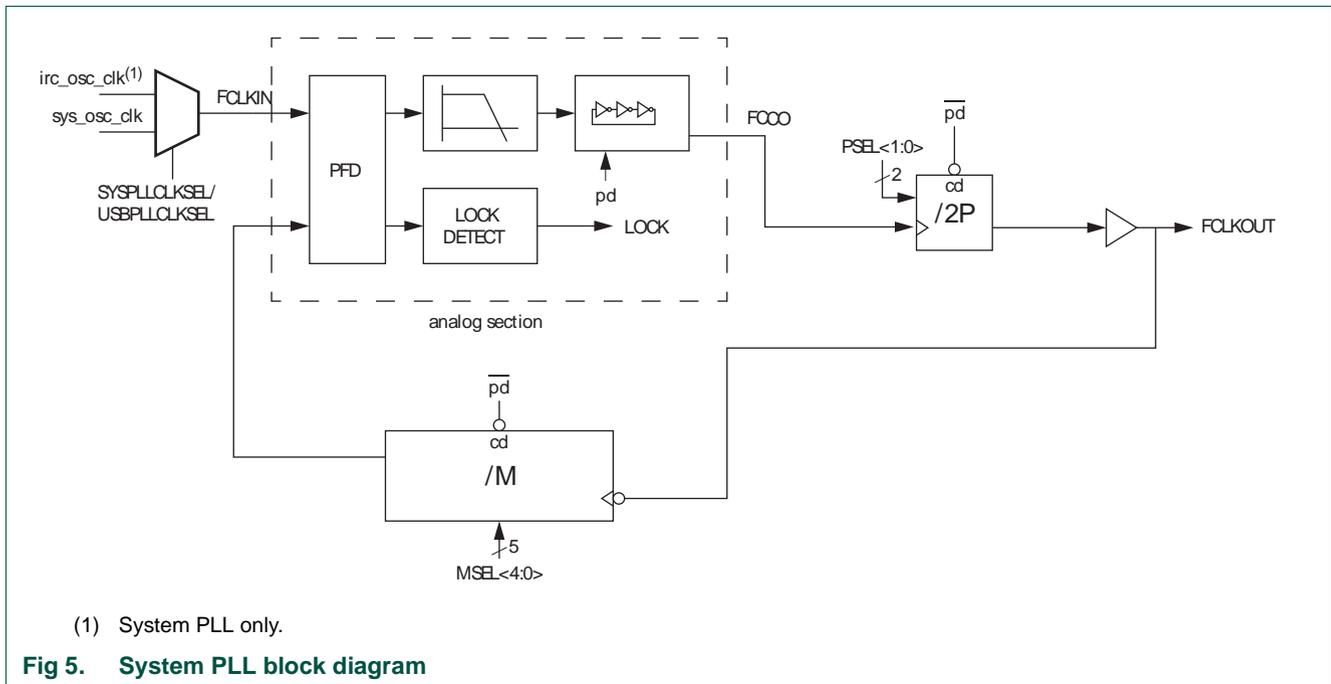 irc_osc_clk(1)
sys_osc_clk
SYSPLLCLKSEL/
USBPLLCLKSEL
FCLKIN
PFD
pd
LOCK
DETECT
LOCK
analog section
FCCO
pd
PSEL<1:0>
2
cd
/2P
FCLKOUT
pd
cd
/M
5
MSEL<4:0>
(1) System PLL only.
Fig 5. System PLL block diagram